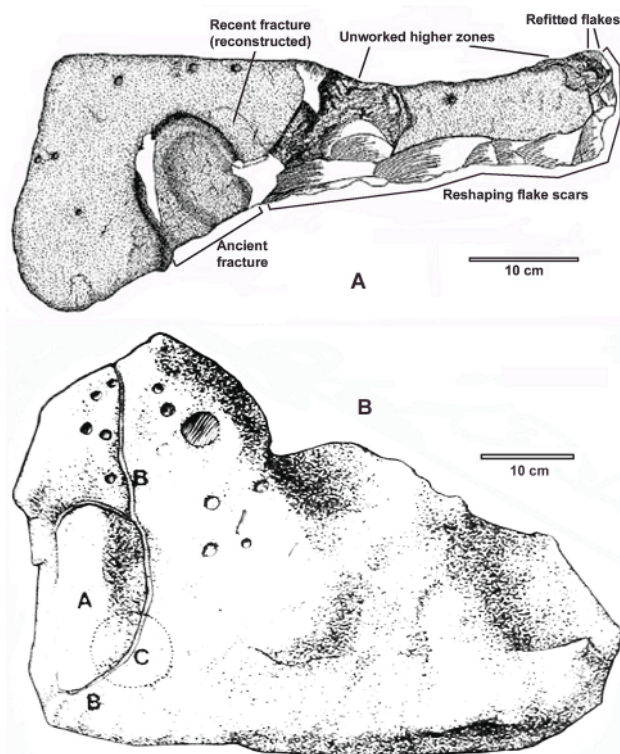 Recent fracture
(reconstructed)
Unworked higher zones
Refitted flakes
Reshaping flake scars
Ancient
fracture
A
10 cm
B
10 cm
B
A
C
B